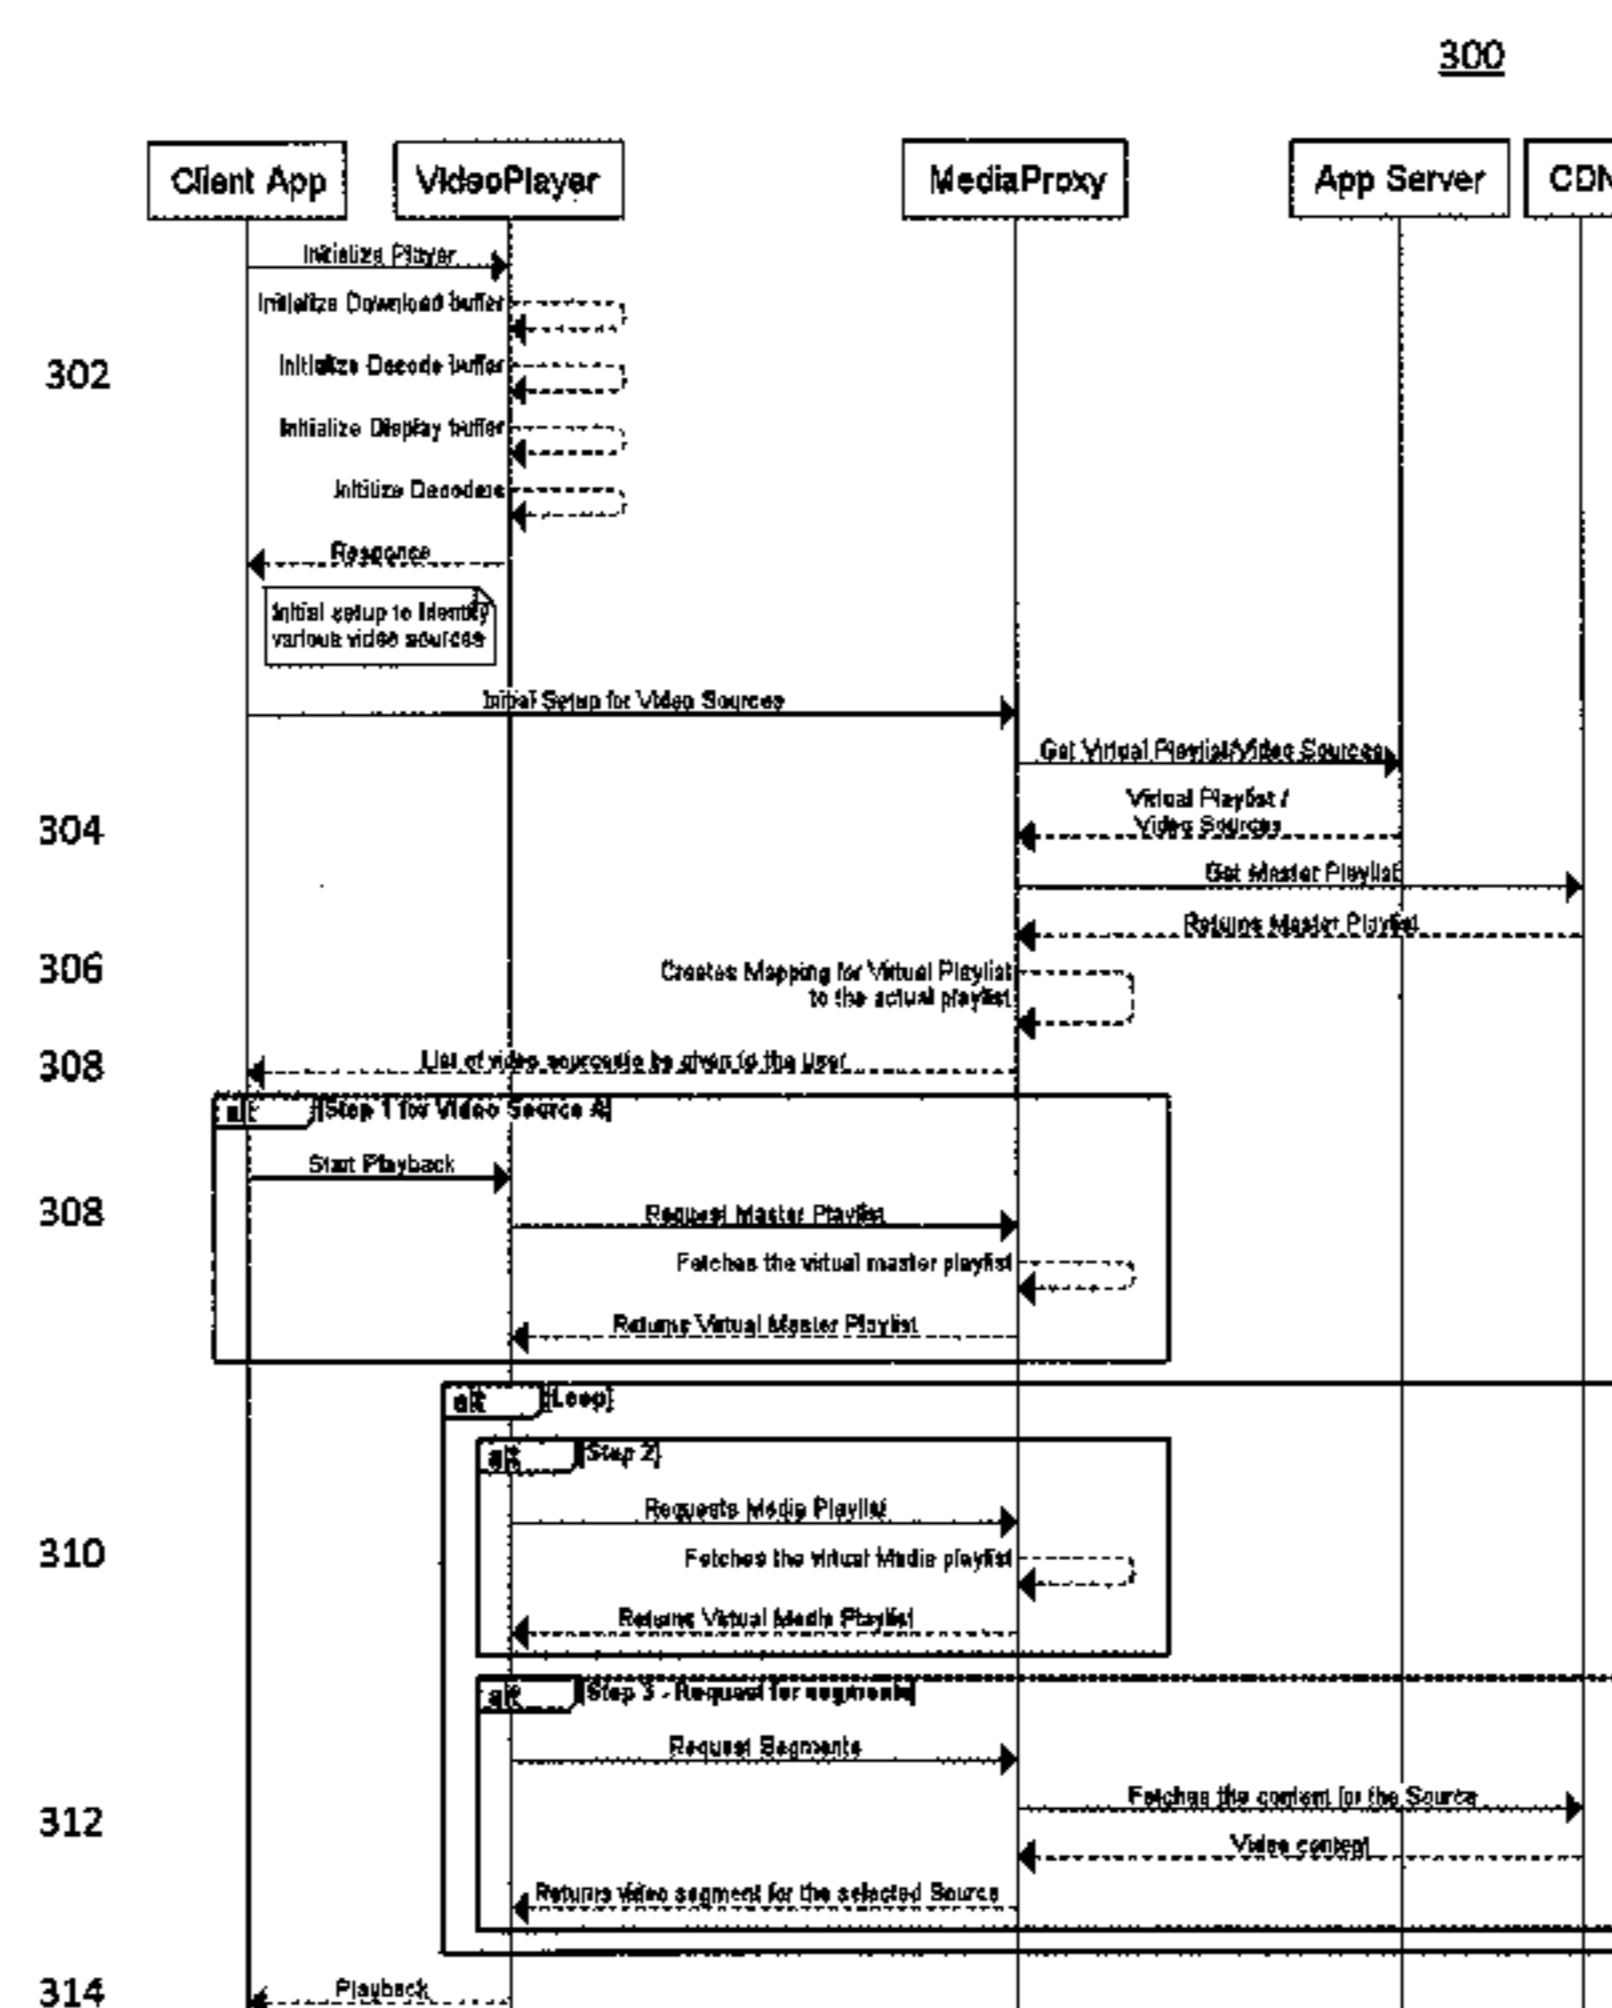 300
Client App
VideoPlayer
MediaProxy
App Server
CDN
Initialize Player
Initialize Download buffer
302
Initialize Decode buffer
Initialize Display buffer
Initilize Decoders
Response
Initial setup to Identify
various video sources
Initial Setup for Video Sources
Get Virtual Playlist/Video Sources
Virtual Playlist /
Video Sources
304
Get Master Playlist
Returns Master Playlist
306
Creates Mapping for Virtual Playlist
to the actual playlist
308
List of video sources to be given to the user
[Step 1 for Video Source A]
Start Playback
308
Request Master Playlist
Fetches the virtual master playlist
Returns Virtual Master Playlist
alt
[Loop]
alt
[Step 2]
Requests Media Playlist
310
Fetches the virtual Media playlist
Returns Virtual Media Playlist
alt
[Step 3 - Request for segments]
Request Segments
Fetches the content for the Source
312
Video content
Returns video segment for the selected Source
314
Playback